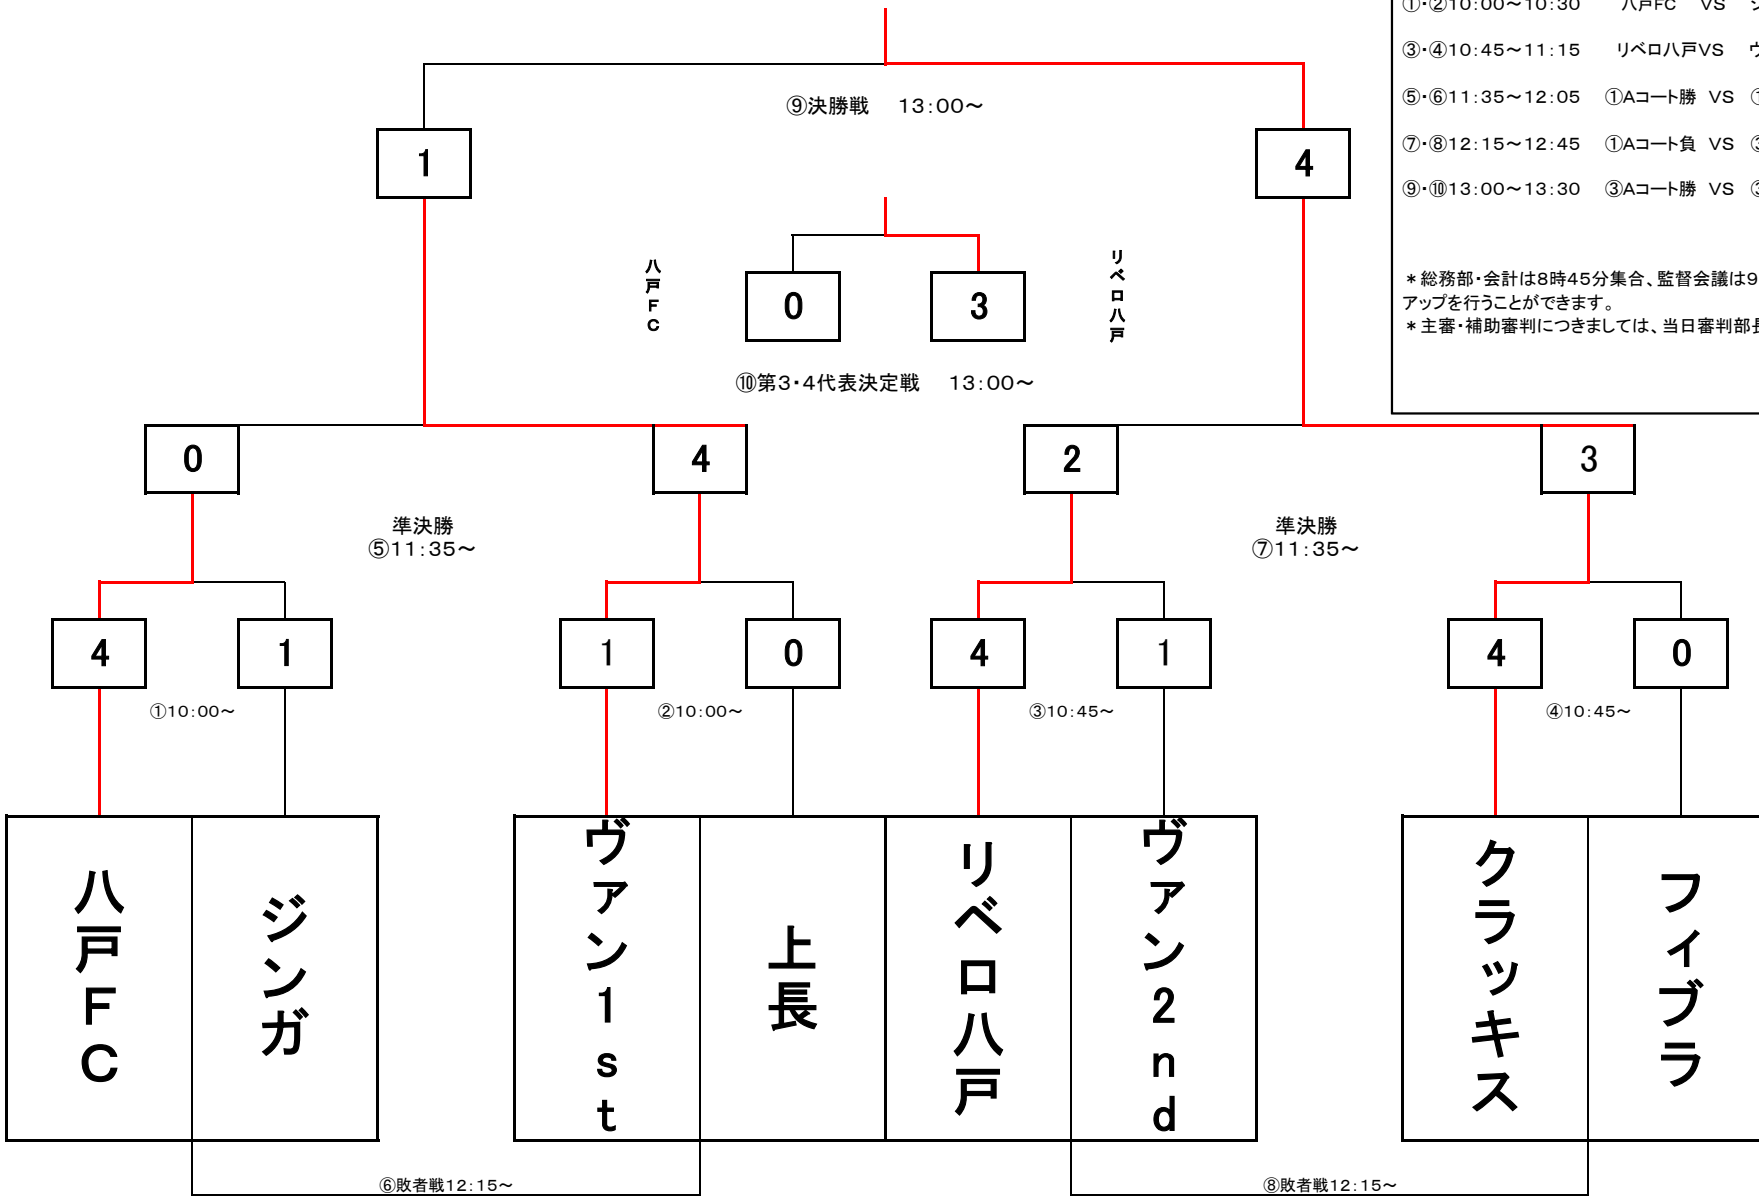 ①・②10:00～10:30　八戸FC　VS
③・④10:45～11:15　リベロ八戸VS
⑤・⑥11:35～12:05　①Aコート勝　VS
⑦・⑧12:15～12:45　①Aコート負　VS
⑨・⑩13:00～13:30　③Aコート勝　VS
＊総務部・会計は8時45分集合、監督会議は9
アップを行うことができます。
＊主審・補助審判につきましては、当日審判部長
⑨決勝戦　13:00～
1
4
八戸FC
0
3
リベロ八戸
⑩第3・4代表決定戦　13:00～
0
4
2
3
準決勝
⑤11:35～
準決勝
⑦11:35～
4
1
1
0
4
1
4
0
①10:00～
②10:00～
③10:45～
④10:45～
八戸FC
ジンガ
ヴァン1st
上長
リベロ八戸
ヴァン2nd
クラッキス
フィブラ
⑥敗者戦12:15～
⑧敗者戦12:15～